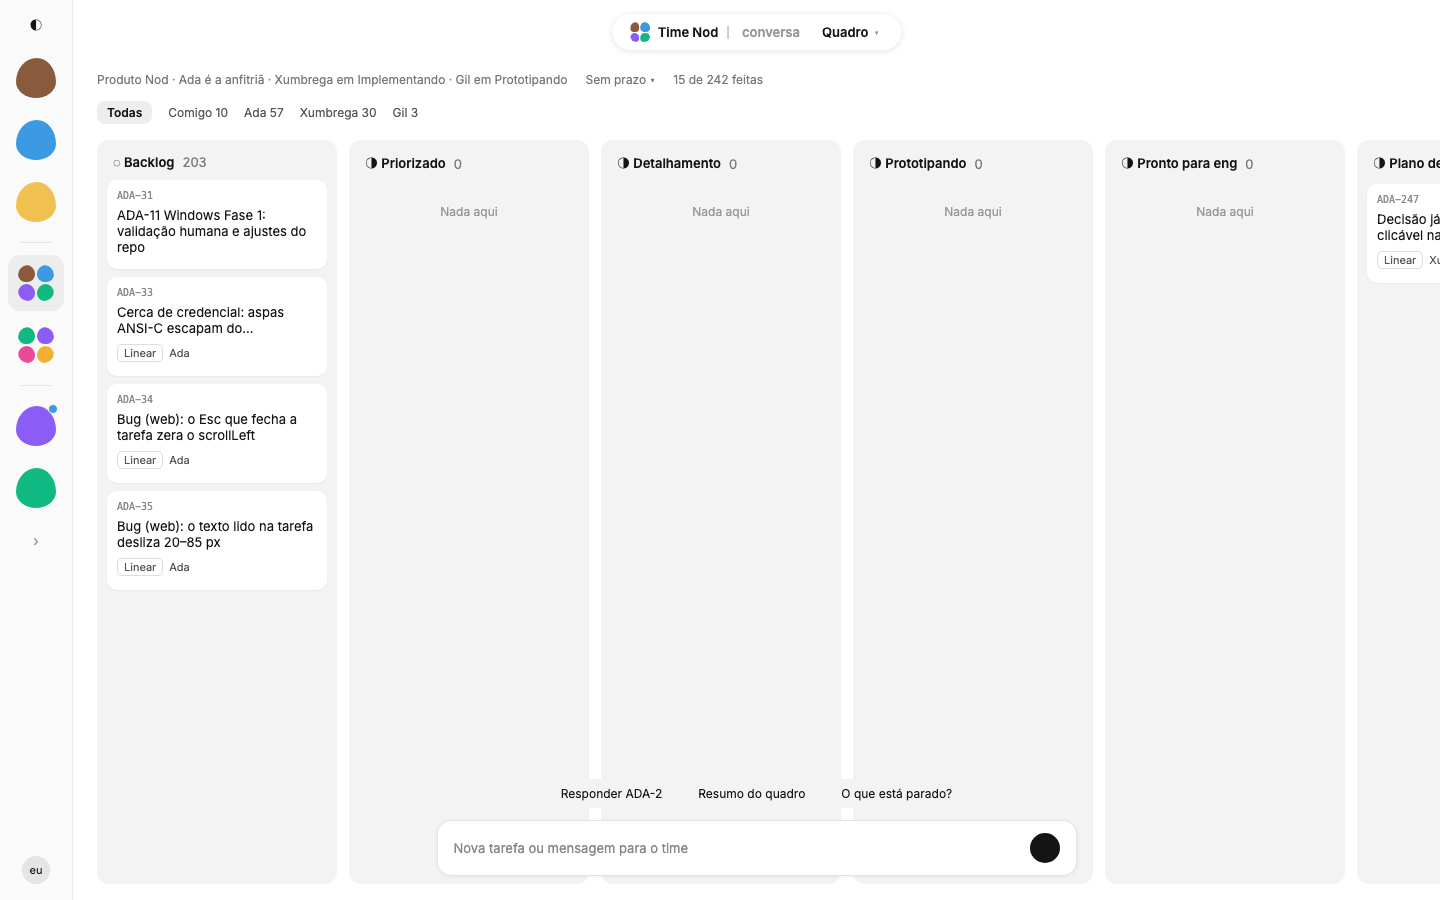 Time Nod | conversa Quadro
Produto Nod · Ada é a anfitriã · Xumbrega em Implementando · Gil em Prototipando Sem prazo 15 de 242 feitas
Todas Comigo 10 Ada 57 Xumbrega 30 Gil 3
Backlog 203
ADA-31
ADA-11 Windows Fase 1:
validação humana e ajustes do
repo
ADA-33
Cerca de credencial: aspas
ANSI-C escapam do...
Linear Ada
ADA-34
Bug (web): o Esc que fecha a
tarefa zera o scrollLeft
Linear Ada
ADA-35
Bug (web): o texto lido na tarefa
desliza 20–85 px
Linear Ada
Priorizado 0
Nada aqui
Detalhamento 0
Nada aqui
Prototipando 0
Nada aqui
Pronto para eng 0
Nada aqui
Plano de
ADA-247
Decisão já
clicável na
Linear Xu
Responder ADA-2 Resumo do quadro O que está parado?
Nova tarefa ou mensagem para o time
eu